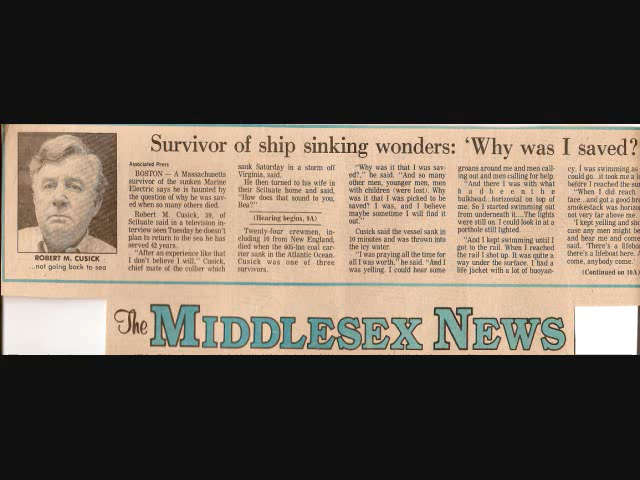 Survivor of ship sinking wonders: 'Why was I saved?
ROBERT M. CUSICK
...not going back to sea
Associated Press
BOSTON — A Massachusetts
survivor of the sunken Marine
Electric says he is haunted by
the question of why he was sav-
ed when so many others died.
Robert M. Cusick, 59, of
Scituate said in a television in-
terview seen Tuesday he doesn't
plan to return to the sea he has
served 42 years.
"After an experience like that
I don't believe I will," Cusick,
chief mate of the collier which
sank Saturday in a storm off
Virginia, said.
He then turned to his wife in
their Scituate home and said,
"How does that sound to you,
Bea?"
(Hearing begins, 8A)
Twenty-four crewmen, in-
cluding 10 from New England,
died when the 605-ton coal car-
rier sank in the Atlantic Ocean.
Cusick was one of three
survivors.
"Why was it that I was sav-
ed?," he said. "And so many
other men, younger men, men
with children (were lost). Why
was it that I was picked to be
saved? I was, and I believe
maybe sometime I will find it
out."
Cusick said the vessel sank in
10 minutes and was thrown into
the icy water.
"I was praying all the time for
all I was worth," he said. "And I
was yelling. I could hear some
groans around me and men call-
ing out and men calling for help.
"And there I was with what
had been the
bulkhead...horizontal on top of
me. So I started swimming out
from underneath it....The lights
were still on. I could look in at a
porthole still lighted.
"And I kept swimming until I
got to the rail. When I reached
the rail I shot up. It was quite a
way under the surface. I had a
life jacket with a lot of buoyan-
cy. I was swimming as
could go...it took me a l
before I reached the sur
"When I did reach
face...and got a good bre
smokestack was hori
not very far above me.
'I kept yelling and sho
case any men might be
and hear me and come
said. "There's a lifebo
there's a lifeboat here. A
come, anybody come.
(Continued on 10A)
The MIDDLESEX NEWS